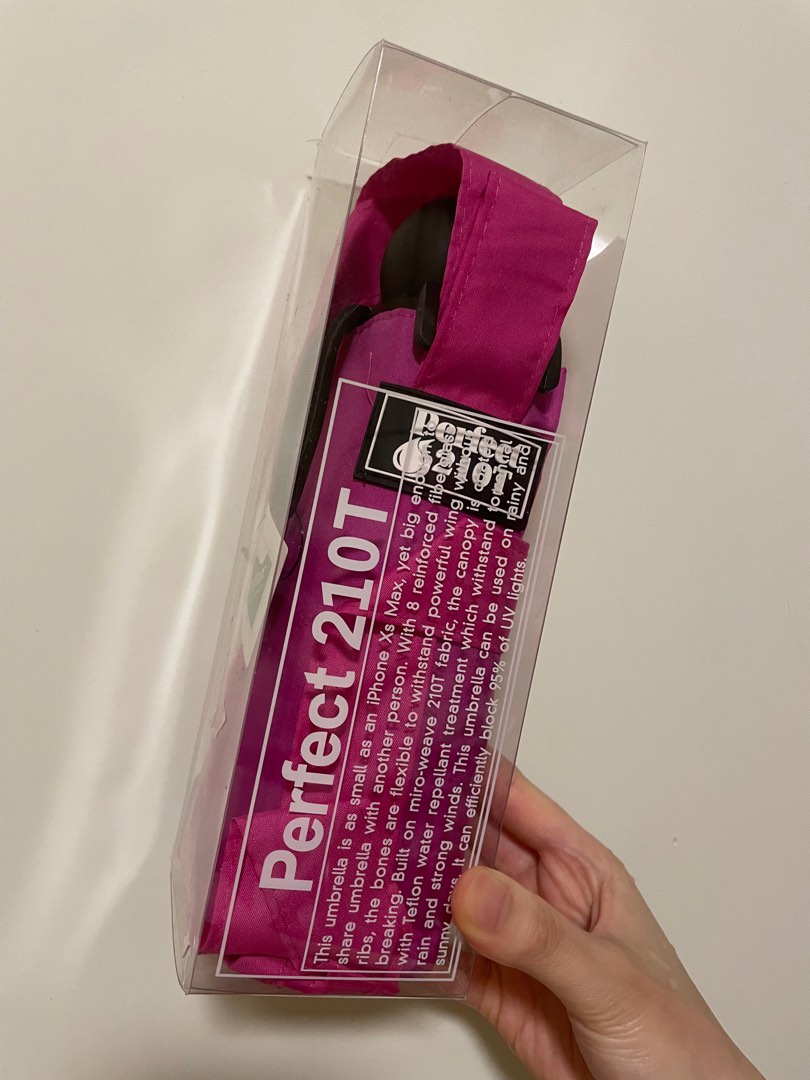 Perfect
210T
Perfect 210T
This umbrella is as small as an iPhone Xs Max, yet big enough to
share umbrella with another person. With 8 reinforced fiberglass
ribs, the bones are flexible to withstand powerful wing without
breaking. Built on miro-weave 210T fabric, the canopy is coated
with Teflon water repellant treatment which withstand torrential
rain and strong winds. This umbrella can be used on rainy and
sunny days. It can efficiently block 95% of UV lights.